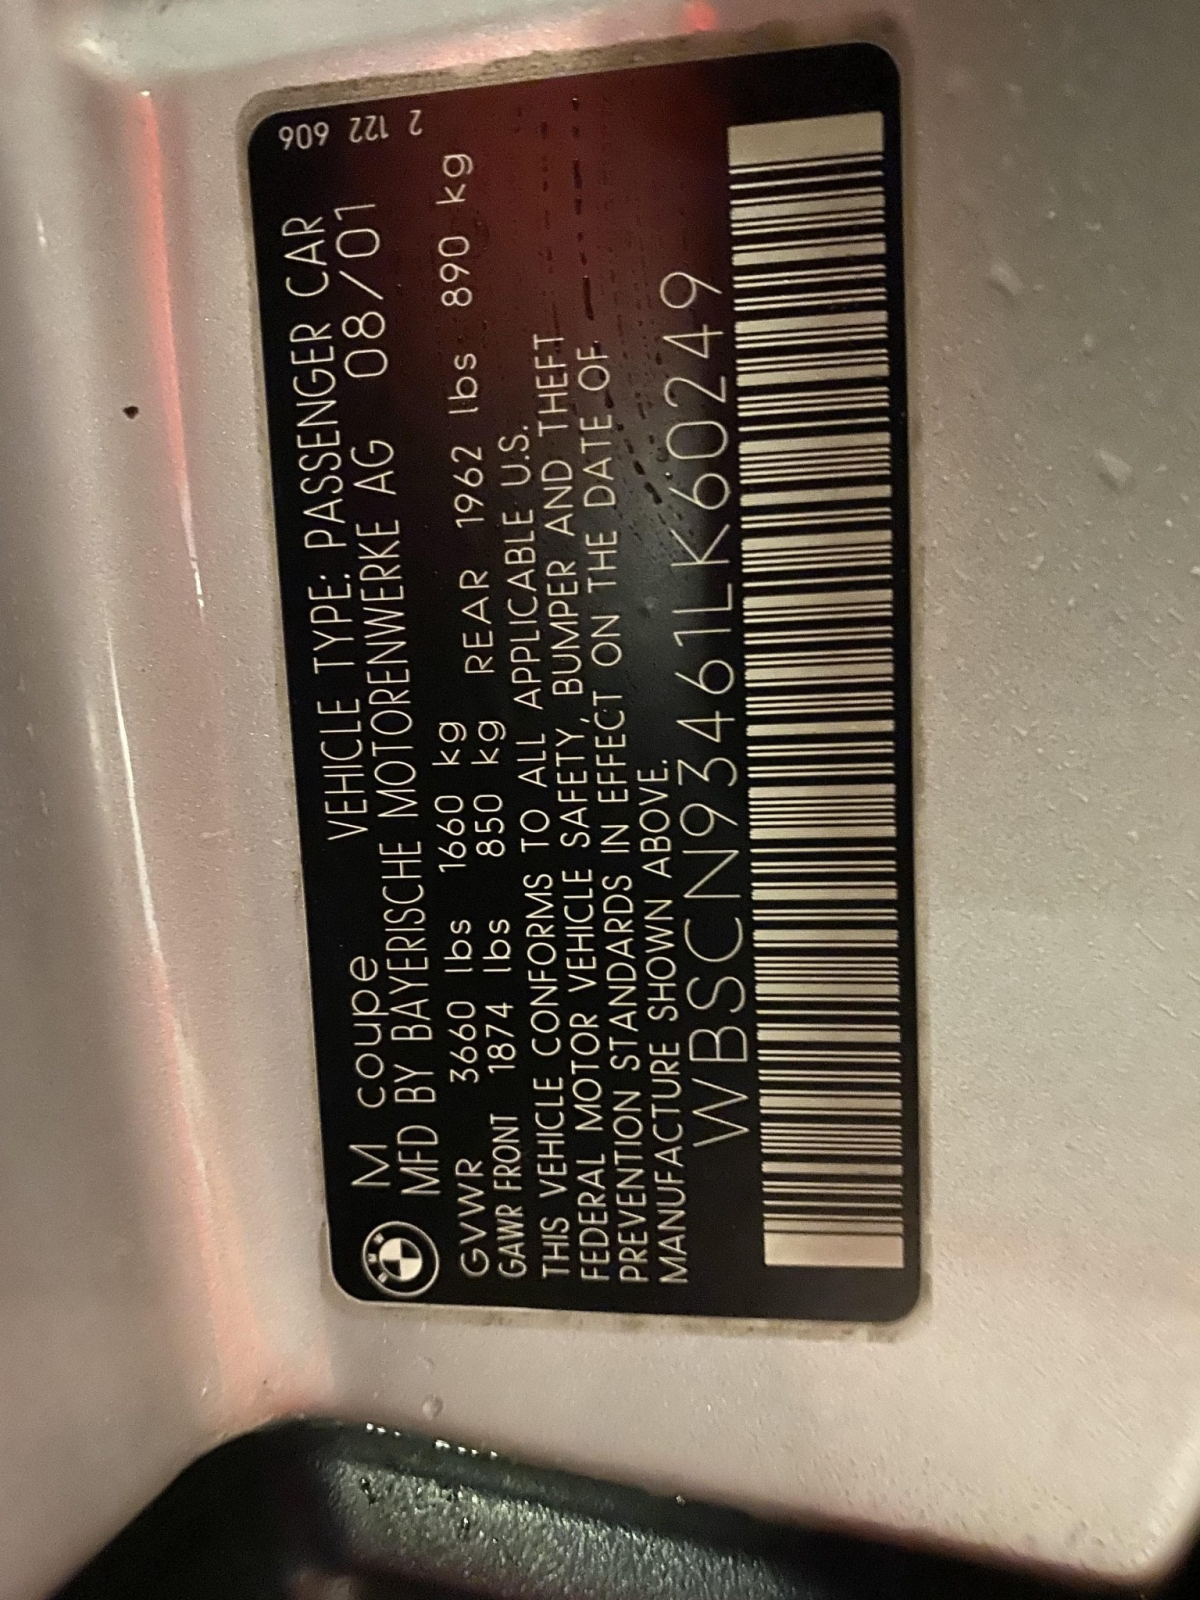 M coupe VEHICLE TYPE: PASSENGER CAR
MFD BY BAYERISCHE MOTORENWERKE AG 08/01
GVWR 3660 lbs 1660 kg
GAWR FRONT 1874 lbs 850 kg REAR 1962 lbs 890 kg
THIS VEHICLE CONFORMS TO ALL APPLICABLE U.S.
FEDERAL MOTOR VEHICLE SAFETY, BUMPER AND THEFT
PREVENTION STANDARDS IN EFFECT ON THE DATE OF
MANUFACTURE SHOWN ABOVE.
WBSCN93461LK60249
2 122 606
BMW